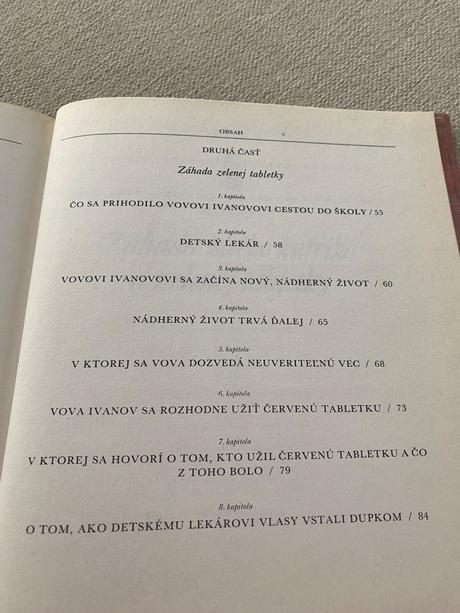 OBSAH
DRUHÁ ČASŤ
Záhada zelenej tabletky
1. kapitola
ČO SA PRIHODILO VOVOVI IVANOVOVI CESTOU DO ŠKOLY / 55
2. kapitola
DETSKÝ LEKÁR / 58
3. kapitola
VOVOVI IVANOVOVI SA ZAČÍNA NOVÝ, NÁDHERNÝ ŽIVOT / 60
4. kapitola
NÁDHERNÝ ŽIVOT TRVÁ ĎALEJ / 65
5. kapitola
V KTOREJ SA VOVA DOZVEDÁ NEUVERITEĽNÚ VEC / 68
6. kapitola
VOVA IVANOV SA ROZHODNE UŽIŤ ČERVENÚ TABLETKU / 73
7. kapitola
V KTOREJ SA HOVORÍ O TOM, KTO UŽIL ČERVENÚ TABLETKU A ČO
Z TOHO BOLO / 79
8. kapitola
O TOM, AKO DETSKÉMU LEKÁROVI VLASY VSTALI DUPKOM / 84